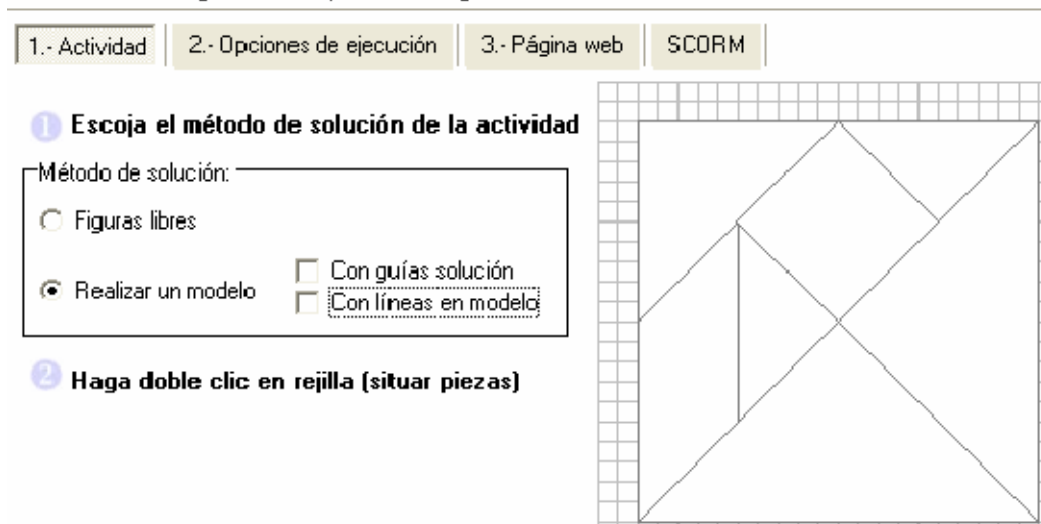 1.- Actividad 2.- Opciones de ejecución 3.- Página web SCORM
1 Escoja el método de solución de la actividad
Método de solución:
Figuras libres
Con guías solución
Realizar un modelo
Con líneas en modelo
2 Haga doble clic en rejilla (situar piezas)